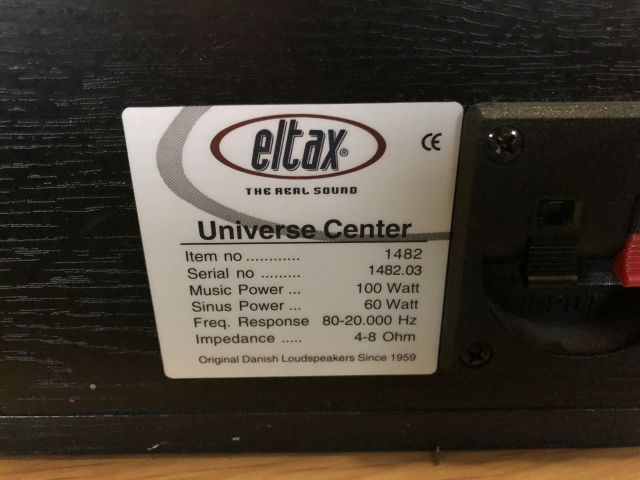 eltax®
CE
THE REAL SOUND
Universe Center
Item no ............ 1482
Serial no ......... 1482.03
Music Power ... 100 Watt
Sinus Power ... 60 Watt
Freq. Response 80-20.000 Hz
Impedance ..... 4-8 Ohm
Original Danish Loudspeakers Since 1959
INPUT